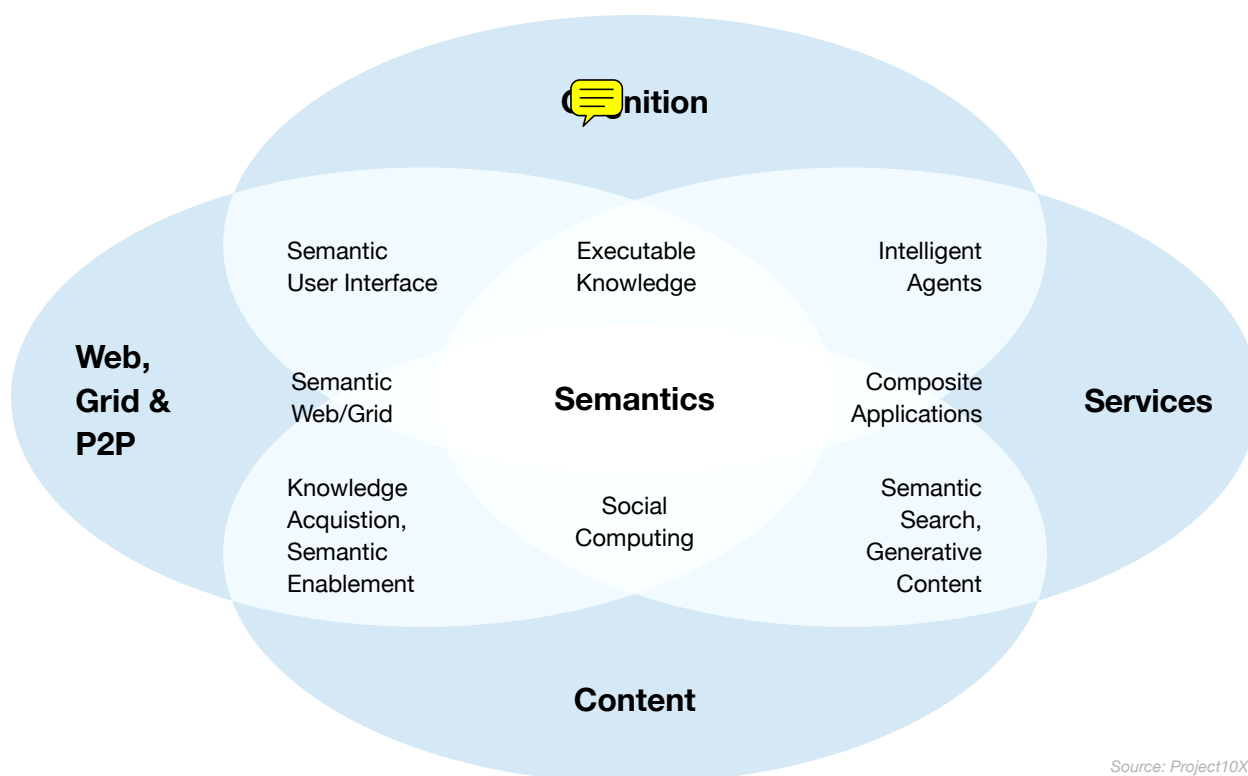 C gnition
Semantic
User Interface
Executable
Knowledge
Intelligent
Agents
Web,
Grid &
P2P
Semantic
Web/Grid
Semantics
Composite
Applications
Services
Knowledge
Acquistion,
Semantic
Enablement
Social
Computing
Semantic
Search,
Generative
Content
Content
Source: Project10X